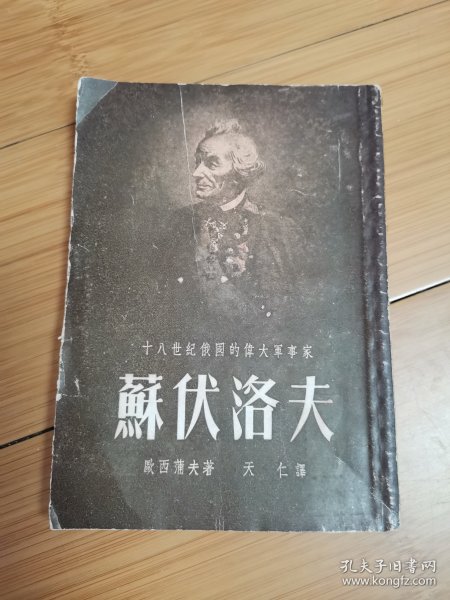 十八世纪俄國的偉大軍事家
蘇伏洛夫
歐西蒲夫著 天仁譯
孔夫子旧书网
www.kongfz.com